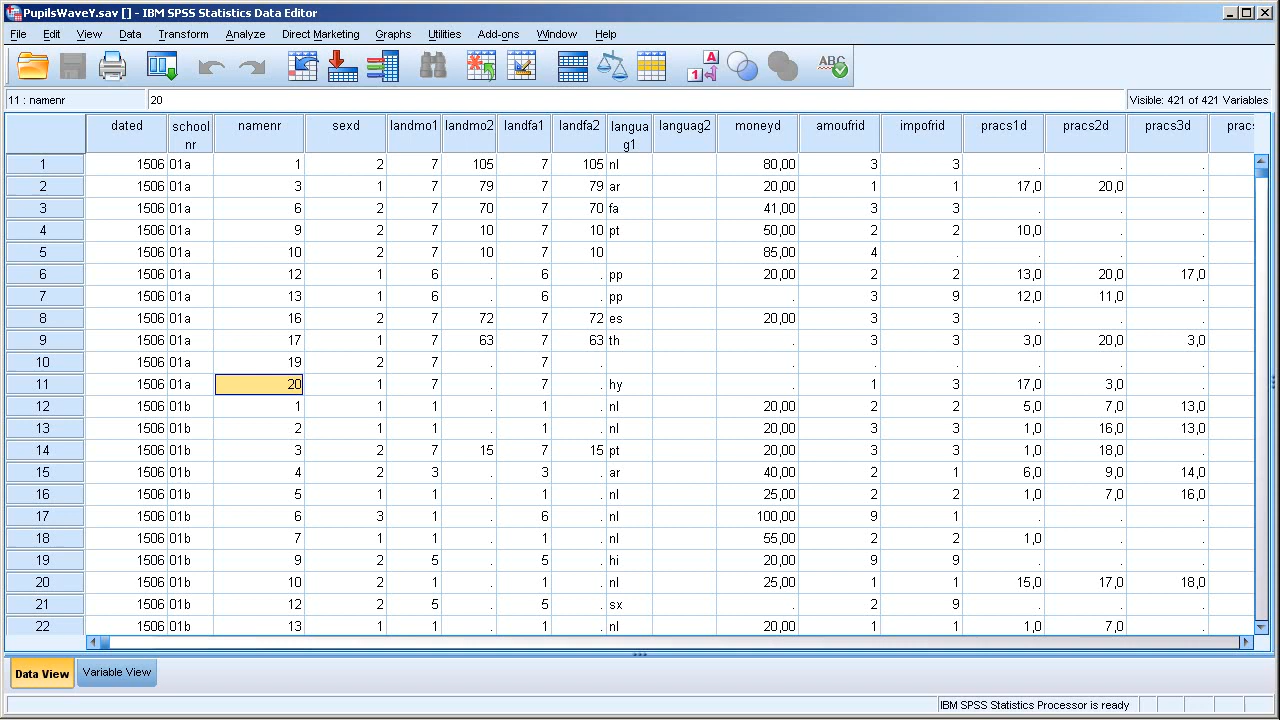 PupilsWaveY.sav [] - IBM SPSS Statistics Data Editor
File Edit View Data Transform Analyze Direct Marketing Graphs Utilities Add-ons Window Help
11 : namenr 20 Visible: 421 of 421 Variables
dated schoolnr namenr sexd landmo1 landmo2 landfa1 landfa2 languag1 languag2 moneyd amoufrid impofrid pracs1d pracs2d pracs3d prac
1 1506 01a 1 2 7 105 7 105 nl 80,00 3 3 . . .
2 1506 01a 3 1 7 79 7 79 ar 20,00 1 1 17,0 20,0 .
3 1506 01a 6 2 7 70 7 70 fa 41,00 3 3 . . .
4 1506 01a 9 2 7 10 7 10 pt 50,00 2 2 10,0 . .
5 1506 01a 10 2 7 10 7 10 85,00 4 . . . .
6 1506 01a 12 1 6 . 6 . pp 20,00 2 2 13,0 20,0 17,0
7 1506 01a 13 1 6 . 6 . pp . 3 9 12,0 11,0 .
8 1506 01a 16 2 7 72 7 72 es 20,00 3 3 . . .
9 1506 01a 17 1 7 63 7 63 th . 3 3 3,0 20,0 3,0
10 1506 01a 19 2 7 . 7 . . . . . . .
11 1506 01a 20 1 7 . 7 . hy . 1 3 17,0 3,0 .
12 1506 01b 1 1 1 . 1 . nl 20,00 2 2 5,0 7,0 13,0
13 1506 01b 2 1 1 . 1 . nl 20,00 3 3 1,0 16,0 13,0
14 1506 01b 3 2 7 15 7 15 pt 20,00 3 3 1,0 18,0 .
15 1506 01b 4 2 3 . 3 . ar 40,00 2 1 6,0 9,0 14,0
16 1506 01b 5 1 1 . 1 . nl 25,00 2 2 1,0 7,0 16,0
17 1506 01b 6 3 1 . 6 . nl 100,00 9 1 . . .
18 1506 01b 7 1 1 . 1 . nl 55,00 2 2 1,0 . .
19 1506 01b 9 2 5 . 5 . hi 20,00 9 9 . . .
20 1506 01b 10 2 1 . 1 . nl 25,00 1 1 15,0 17,0 18,0
21 1506 01b 12 2 5 . 5 . sx . 2 9 . . .
22 1506 01b 13 1 1 . 1 . nl 20,00 1 1 1,0 7,0 .
Data View Variable View
IBM SPSS Statistics Processor is ready